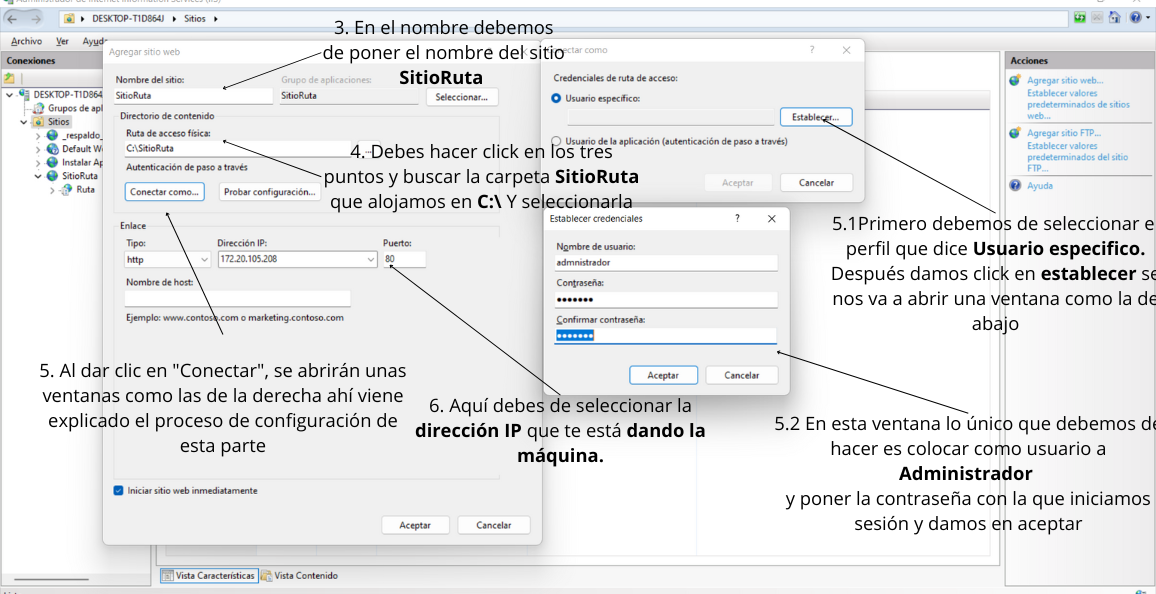 DESKTOP-T1D864J
Sitios
Archivo
Ver
Ayuda
Conexiones
DESKTOP-T1D864
Grupos de apl
Sitios
_respaldo_
Default W
Instalar Ap
SitioRuta
Ruta
Agregar sitio web
Nombre del sitio:
SitioRuta
Grupo de aplicaciones:
SitioRuta
Seleccionar...
Directorio de contenido
Ruta de acceso física:
C:\SitioRuta
...
Autenticación de paso a través
Conectar como...
Probar configuración...
Enlace
Tipo:
http
Dirección IP:
172.20.105.208
Puerto:
80
Nombre de host:
Ejemplo: www.contoso.com o marketing.contoso.com
Iniciar sitio web inmediatamente
Aceptar
Cancelar
3. En el nombre debemos
de poner el nombre del sitio
SitioRuta
4. Debes hacer click en los tres
puntos y buscar la carpeta SitioRuta
que alojamos en C:\ Y seleccionarla
5. Al dar clic en "Conectar", se abrirán unas
ventanas como las de la derecha ahí viene
explicado el proceso de configuración de
esta parte
6. Aquí debes de seleccionar la
dirección IP que te está dando la
máquina.
Conectar como
?
Credenciales de ruta de acceso:
Usuario específico:
Establecer...
Usuario de la aplicación (autenticación de paso a través)
Aceptar
Cancelar
Establecer credenciales
?
Nombre de usuario:
admnistrador
Contraseña:
Confirmar contraseña:
Aceptar
Cancelar
5.1Primero debemos de seleccionar e
perfil que dice Usuario especifico.
Después damos click en establecer se
nos va a abrir una ventana como la de
abajo
5.2 En esta ventana lo único que debemos de
hacer es colocar como usuario a
Administrador
y poner la contraseña con la que iniciamos
sesión y damos en aceptar
Acciones
Agregar sitio web...
Establecer valores
predeterminados de sitios
web...
Agregar sitio FTP...
Establecer valores
predeterminados del sitio
FTP...
Ayuda
Vista Características
Vista Contenido